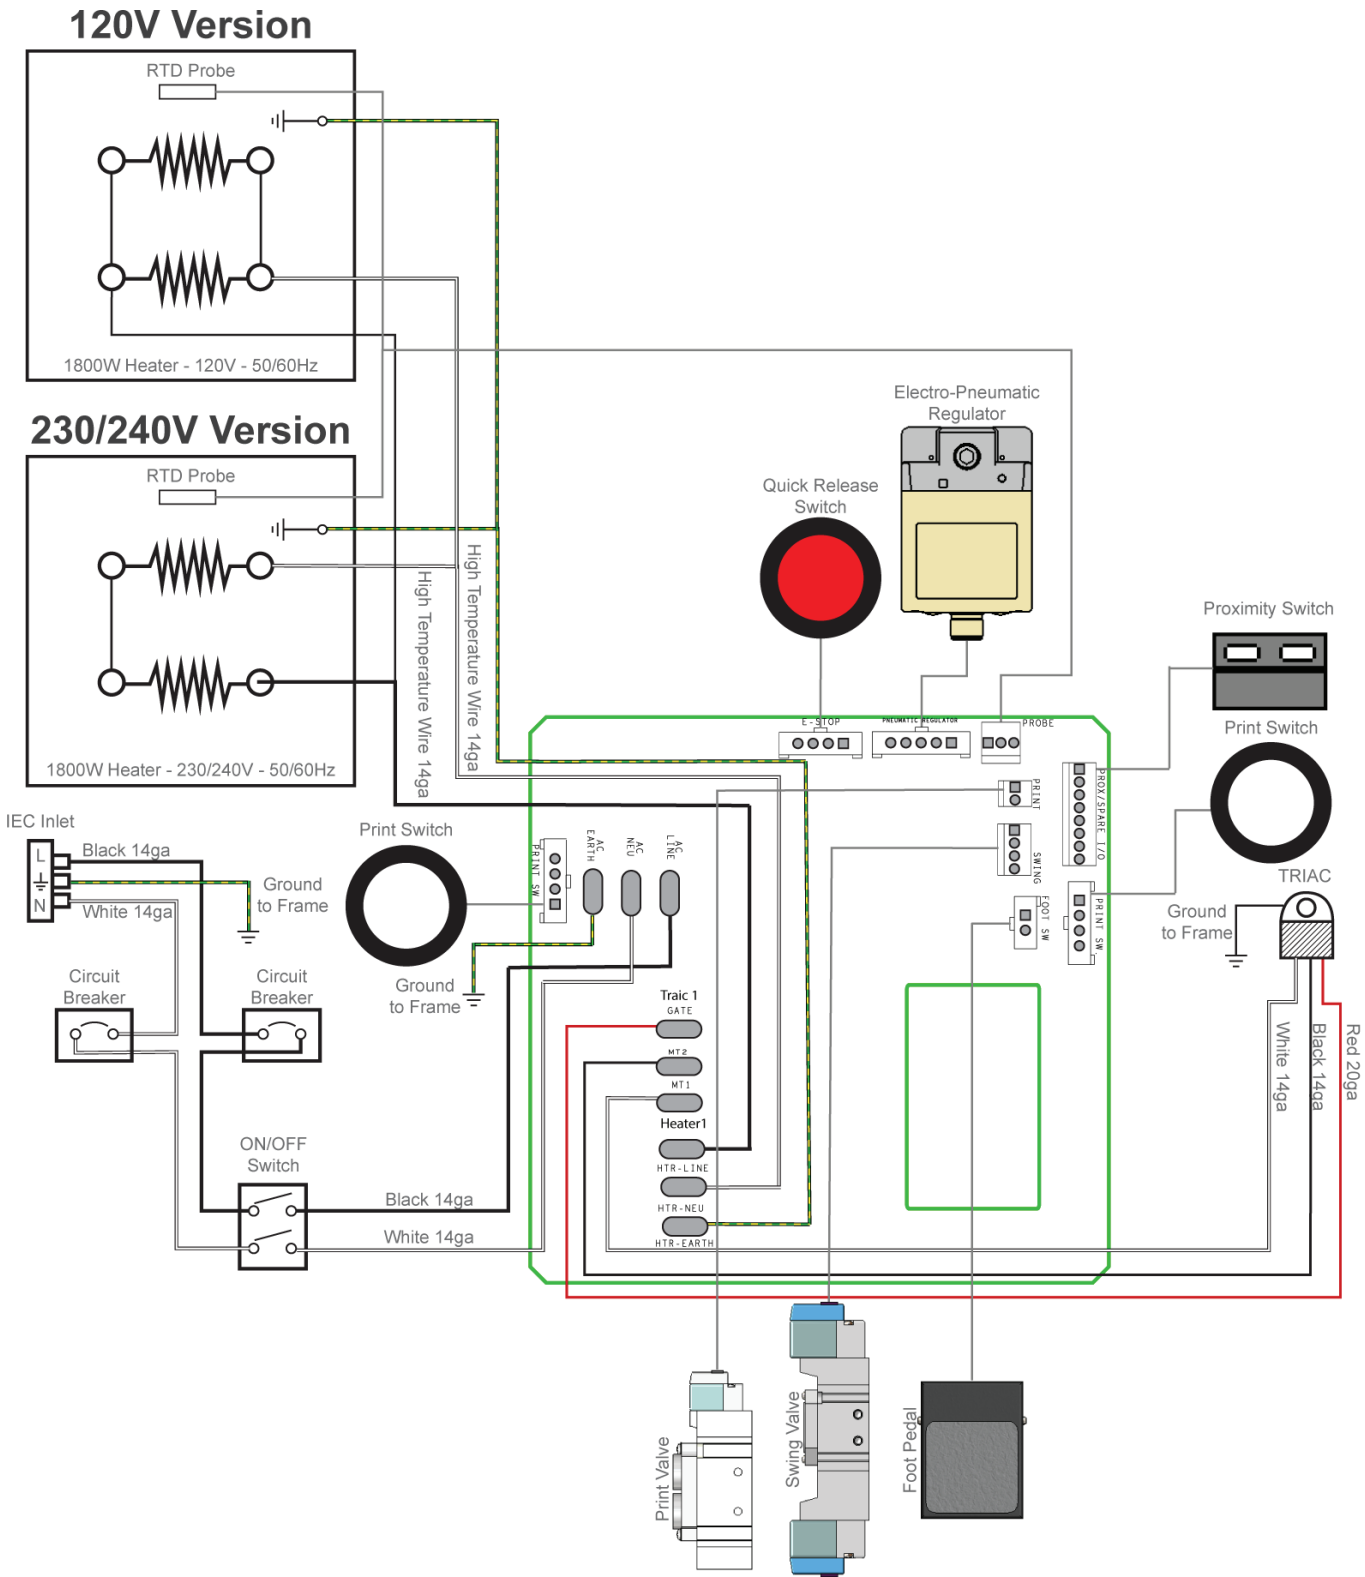 120V Version
RTD Probe
1800W Heater - 120V - 50/60Hz
230/240V Version
RTD Probe
1800W Heater - 230/240V - 50/60Hz
High Temperature Wire 14ga
High Temperature Wire 14ga
Electro-Pneumatic
Regulator
Quick Release
Switch
Proximity Switch
Print Switch
E-STOP
PNEUMATIC REGULATOR
PROBE
PRINT
PROX/SPARE I/O
SWING
FOOT SW
PRINT SW.
TRIAC
Ground
to Frame
IEC Inlet
L
N
Black 14ga
White 14ga
Ground
to Frame
Print Switch
PRINT SW
AC
EARTH
AC
NEU
AC
LINE
Ground
to Frame
Circuit
Breaker
Circuit
Breaker
Traic 1
GATE
MT2
MT1
Heater1
HTR-LINE
HTR-NEU
HTR-EARTH
White 14ga
Black 14ga
Red 20ga
ON/OFF
Switch
Black 14ga
White 14ga
Print Valve
Swing Valve
Foot Pedal